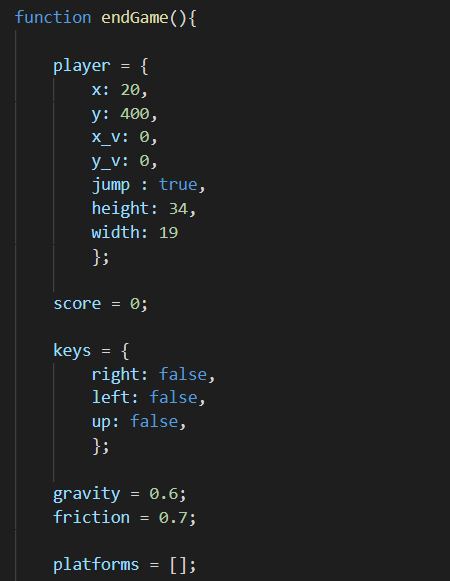 function endGame(){
player = {
x: 20,
y: 400,
x_v: 0,
y_v: 0,
jump : true,
height: 34,
width: 19
};
score = 0;
keys = {
right: false,
left: false,
up: false,
};
gravity = 0.6;
friction = 0.7;
platforms = [];